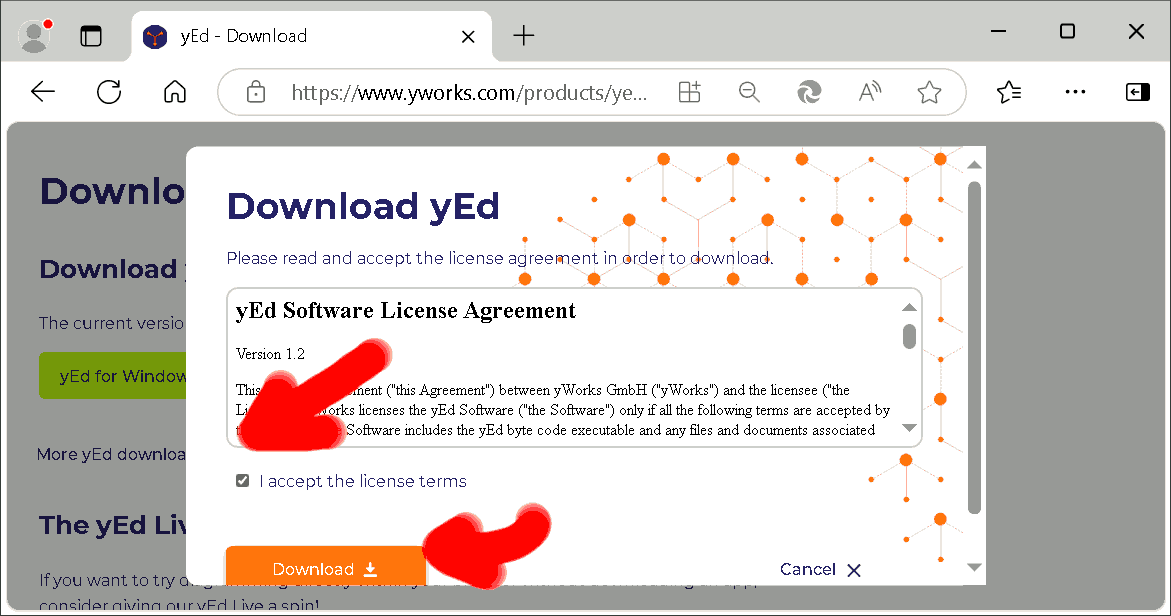 yEd - Download
https://www.yworks.com/products/ye...
Downlo
Download
The current versio
yEd for Window
More yEd downloa
The yEd Liv
If you want to try d
consider giving our yEd Live a spin!
Download yEd
Please read and accept the license agreement in order to download.
yEd Software License Agreement
Version 1.2
This ment ("this Agreement") between yWorks GmbH ("yWorks") and the licensee ("the
Li orks licenses the yEd Software ("the Software") only if all the following terms are accepted by
Software includes the yEd byte code executable and any files and documents associated
I accept the license terms
Download
Cancel